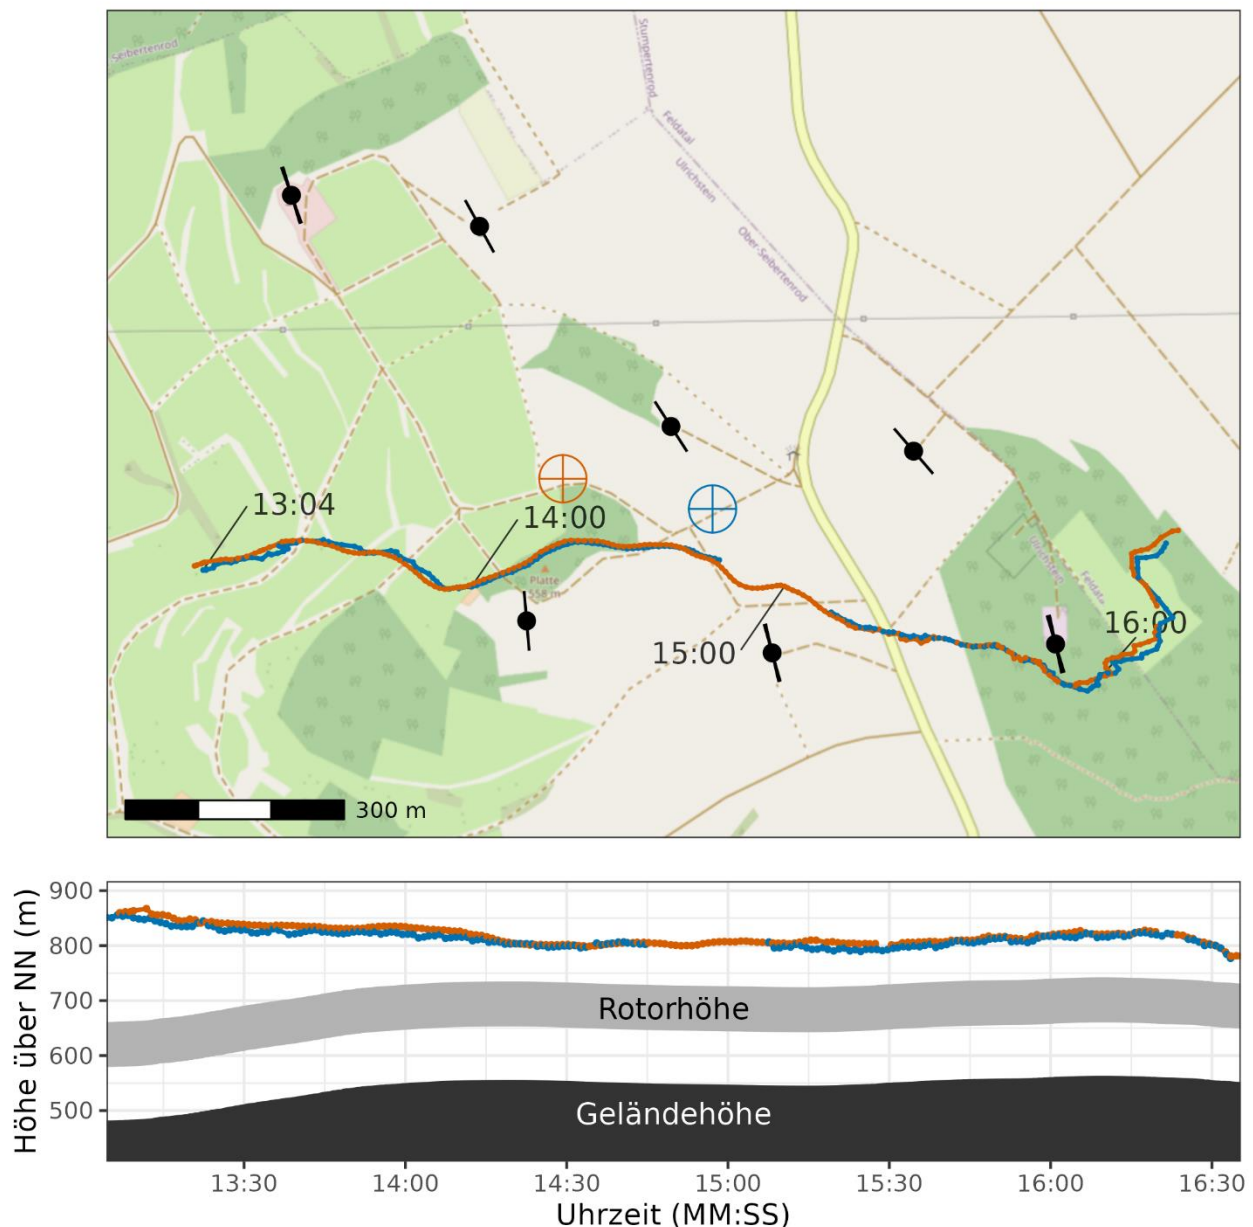 Seibertenrod
Stumpertenrod
Feldatal
Ulrichstein
Ober-Seibertenrod
13:04
14:00
Platte
558 m
15:00
16:00
300 m
Höhe über NN (m)
900
800
700
600
500
Rotorhöhe
Geländehöhe
13:30
14:00
14:30
15:00
15:30
16:00
16:30
Uhrzeit (MM:SS)